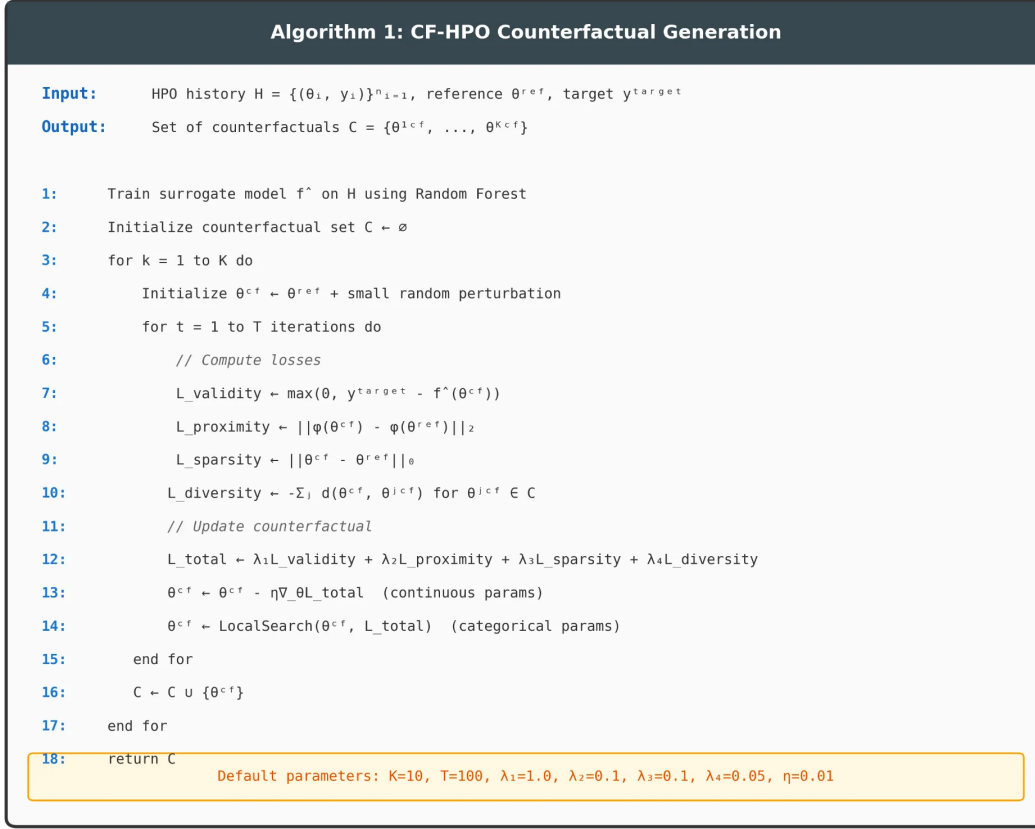 Algorithm 1: CF-HPO Counterfactual Generation
Input: HPO history H = {(θᵢ, yᵢ)}ⁿᵢ₌₁, reference θʳᵉᶠ, target yᵗᵃʳᵍᵉᵗ
Output: Set of counterfactuals C = {θ¹ᶜᶠ, ..., θᴷᶜᶠ}
1: Train surrogate model fˆ on H using Random Forest
2: Initialize counterfactual set C ← ∅
3: for k = 1 to K do
4: Initialize θᶜᶠ ← θʳᵉᶠ + small random perturbation
5: for t = 1 to T iterations do
6: // Compute losses
7: L_validity ← max(0, yᵗᵃʳᵍᵉᵗ - fˆ(θᶜᶠ))
8: L_proximity ← ||φ(θᶜᶠ) - φ(θʳᵉᶠ)||₂
9: L_sparsity ← ||θᶜᶠ - θʳᵉᶠ||₀
10: L_diversity ← -Σⱼ d(θᶜᶠ, θʲᶜᶠ) for θʲᶜᶠ ∈ C
11: // Update counterfactual
12: L_total ← λ₁L_validity + λ₂L_proximity + λ₃L_sparsity + λ₄L_diversity
13: θᶜᶠ ← θᶜᶠ - η∇_θL_total (continuous params)
14: θᶜᶠ ← LocalSearch(θᶜᶠ, L_total) (categorical params)
15: end for
16: C ← C ∪ {θᶜᶠ}
17: end for
18: return C
Default parameters: K=10, T=100, λ₁=1.0, λ₂=0.1, λ₃=0.1, λ₄=0.05, η=0.01